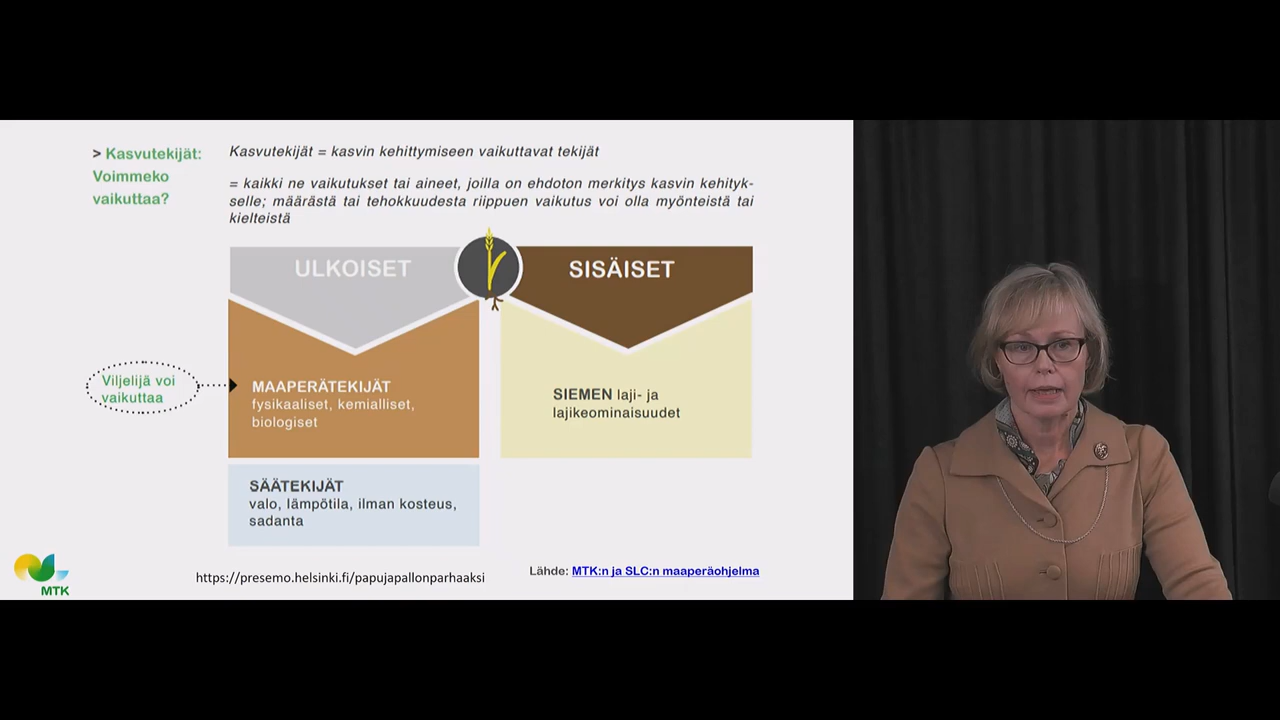 > Kasvutekijät:
Voimmeko
vaikuttaa?
Kasvutekijät = kasvin kehittymiseen vaikuttavat tekijät
= kaikki ne vaikutukset tai aineet, joilla on ehdoton merkitys kasvin kehityk-
selle; määrästä tai tehokkuudesta riippuen vaikutus voi olla myönteistä tai
kielteistä
ULKOISET
SISÄISET
Viljelijä voi
vaikuttaa
MAAPERÄTEKIJÄT
fysikaaliset, kemialliset,
biologiset
SIEMEN laji- ja
lajikeominaisuudet
SÄÄTEKIJÄT
valo, lämpötila, ilman kosteus,
sadanta
MTK
https://presemo.helsinki.fi/papujapallonparhaaksi
Lähde: MTK:n ja SLC:n maaperäohjelma